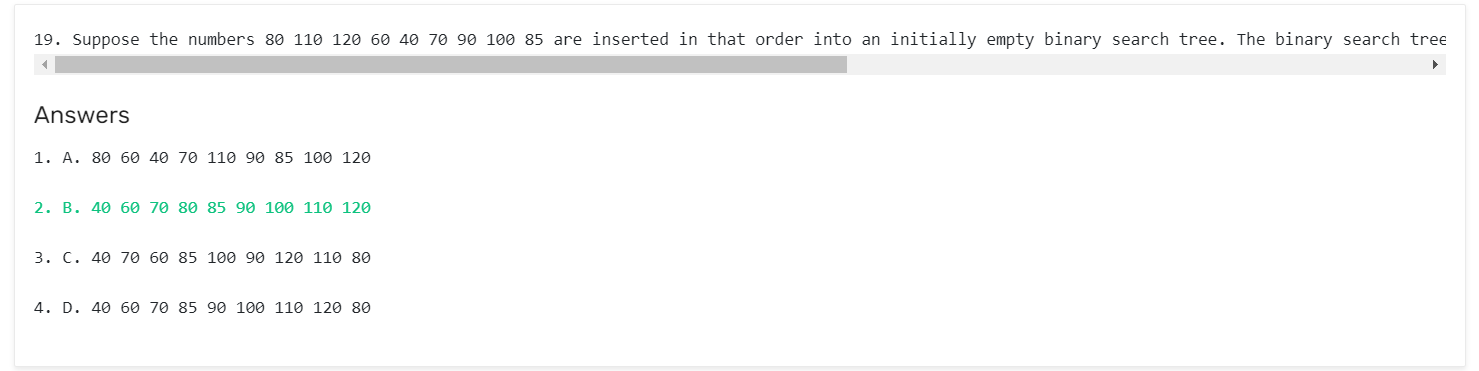 19. Suppose the numbers 80 110 120 60 40 70 90 100 85 are inserted in that order into an initially empty binary search tree. The binary search tree
Answers
1. A. 80 60 40 70 110 90 85 100 120
2. B. 40 60 70 80 85 90 100 110 120
3. C. 40 70 60 85 100 90 120 110 80
4. D. 40 60 70 85 90 100 110 120 80